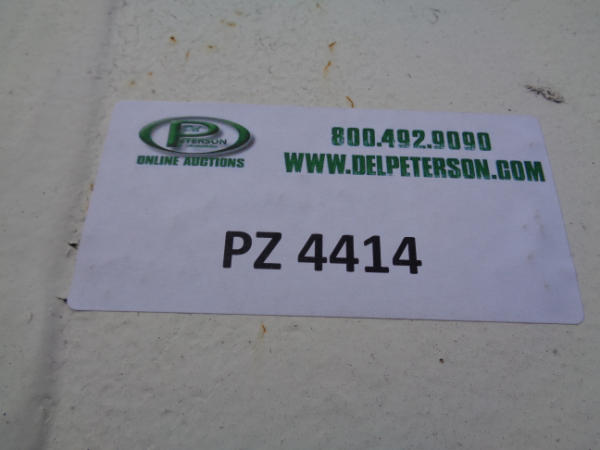 PETERSON
ONLINE AUCTIONS
800.492.9090
WWW.DELPETERSON.COM
PZ 4414